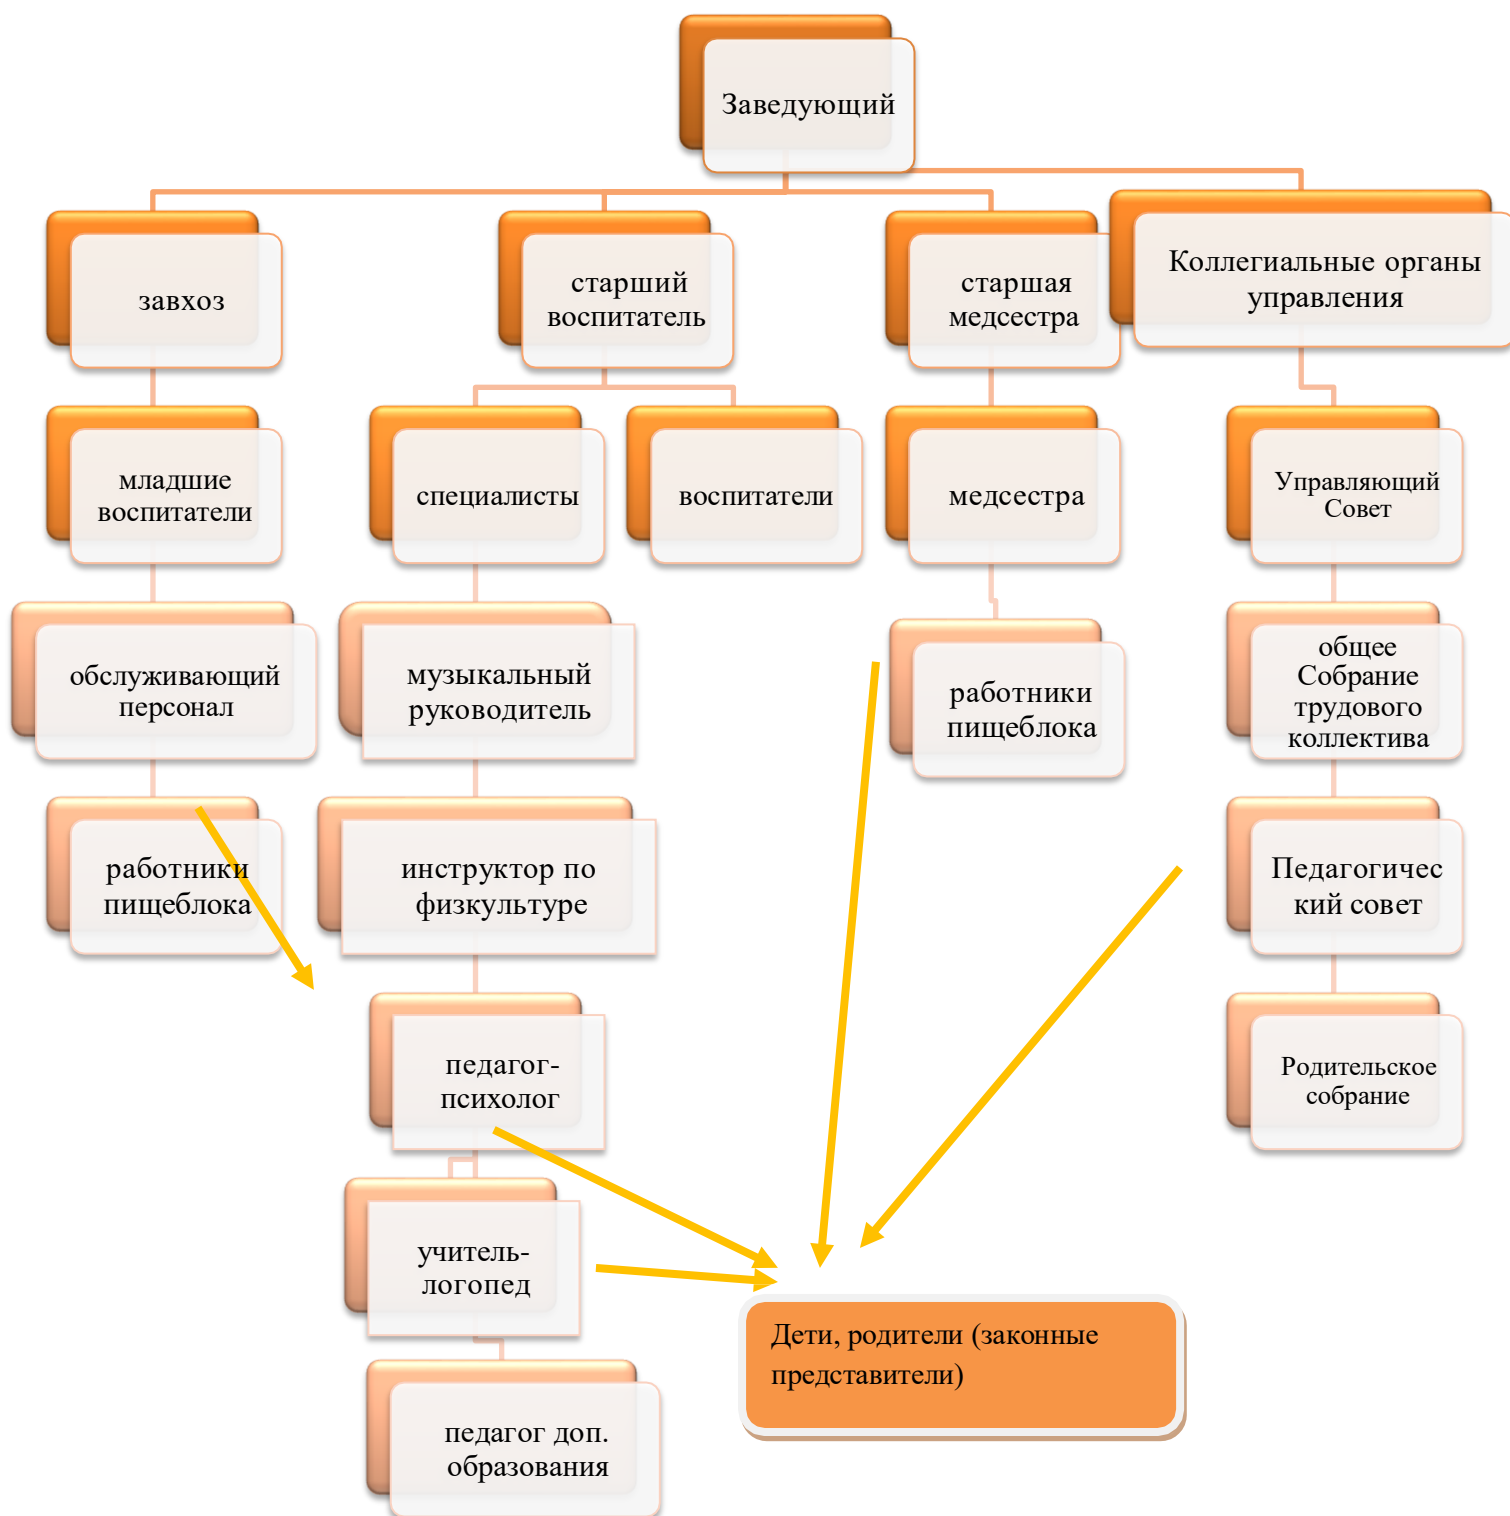 Заведующий
завхоз
старший
воспитатель
старшая
медсестра
Коллегиальные органы
управления
младшие
воспитатели
специалисты
воспитатели
медсестра
Управляющий
Совет
обслуживающий
персонал
музыкальный
руководитель
работники
пищеблока
общее
Собрание
трудового
коллектива
работники
пищеблока
инструктор по
физкультуре
Педагогичес
кий совет
педагог-
психолог
Родительское
собрание
учитель-
логопед
Дети, родители (законные
представители)
педагог доп.
образования